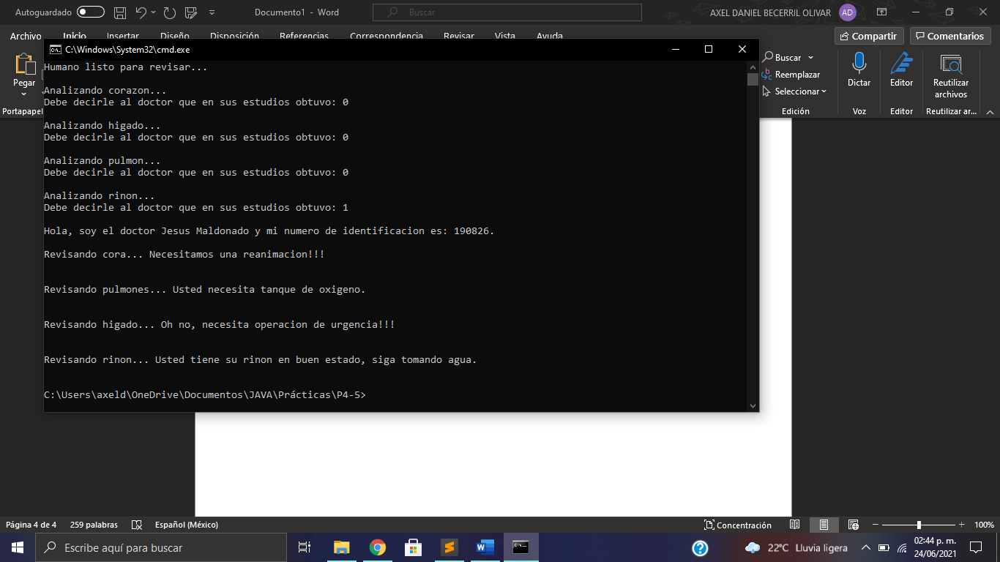 Autoguardado
Documento1 - Word
Buscar
AXEL DANIEL BECERRIL OLIVAR
AD
Archivo
Inicio
Insertar
Diseño
Disposición
Referencias
Correspondencia
Revisar
Vista
Ayuda
Compartir
Comentarios
Pegar
Portapapel
Buscar
Reemplazar
Seleccionar
Edición
Dictar
Voz
Editor
Editor
Reutilizar
archivos
Reutilizar ar...
C:\Windows\System32\cmd.exe
Humano listo para revisar...
Analizando corazon...
Debe decirle al doctor que en sus estudios obtuvo: 0
Analizando higado...
Debe decirle al doctor que en sus estudios obtuvo: 0
Analizando pulmon...
Debe decirle al doctor que en sus estudios obtuvo: 0
Analizando rinon...
Debe decirle al doctor que en sus estudios obtuvo: 1
Hola, soy el doctor Jesus Maldonado y mi numero de identificacion es: 190826.
Revisando cora... Necesitamos una reanimacion!!!
Revisando pulmones... Usted necesita tanque de oxigeno.
Revisando higado... Oh no, necesita operacion de urgencia!!!
Revisando rinon... Usted tiene su rinon en buen estado, siga tomando agua.
C:\Users\axeld\OneDrive\Documentos\JAVA\Prácticas\P4-5>
Página 4 de 4
259 palabras
Español (México)
Concentración
100%
Escribe aquí para buscar
22°C Lluvia ligera
02:44 p. m.
24/06/2021